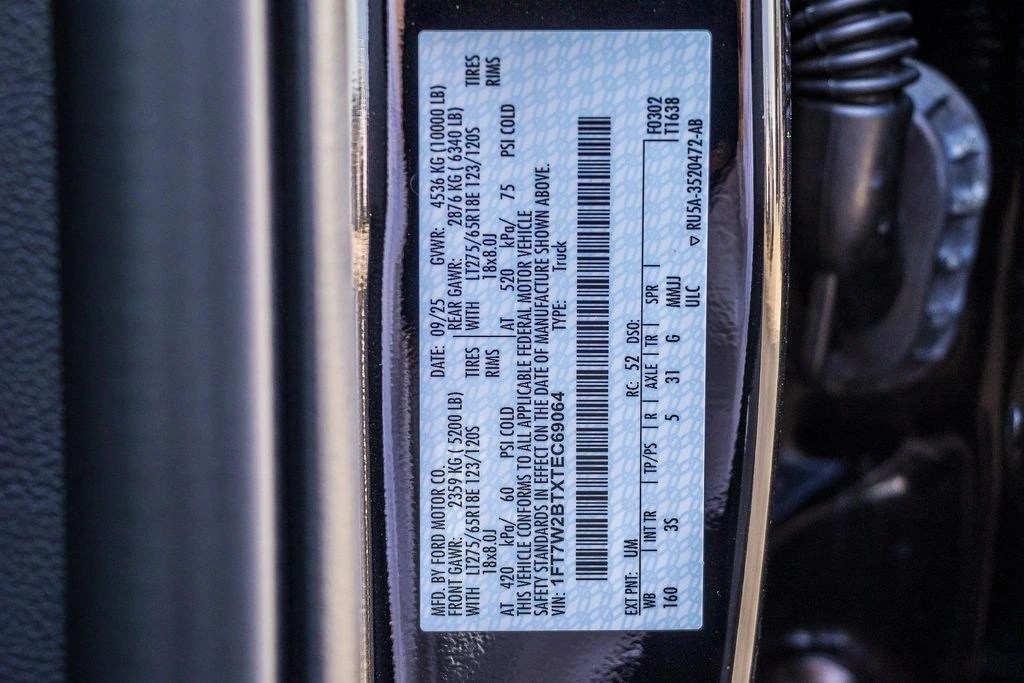 MFD. BY FORD MOTOR CO. DATE: 09/25 GVWR: 4536 KG (10000 LB)
FRONT GAWR: 2359 KG ( 5200 LB) REAR GAWR: 2876 KG ( 6340 LB)
WITH LT275/65R18E 123/120S TIRES WITH LT275/65R18E 123/120S TIRES
18x8.0J RIMS 18x8.0J RIMS
AT 420 kPa/ 60 PSI COLD AT 520 kPa/ 75 PSI COLD
THIS VEHICLE CONFORMS TO ALL APPLICABLE FEDERAL MOTOR VEHICLE
SAFETY STANDARDS IN EFFECT ON THE DATE OF MANUFACTURE SHOWN ABOVE.
VIN: 1FT7W2BTXTEC69064 TYPE: Truck
EXT PNT: UM RC: 52 DSO: F0302
WB | INT TR | TP/PS | R | AXLE | TR | SPR | T1638
160 3S 5 31 G MMJJ
ULC ▽ RU5A-3520472-AB